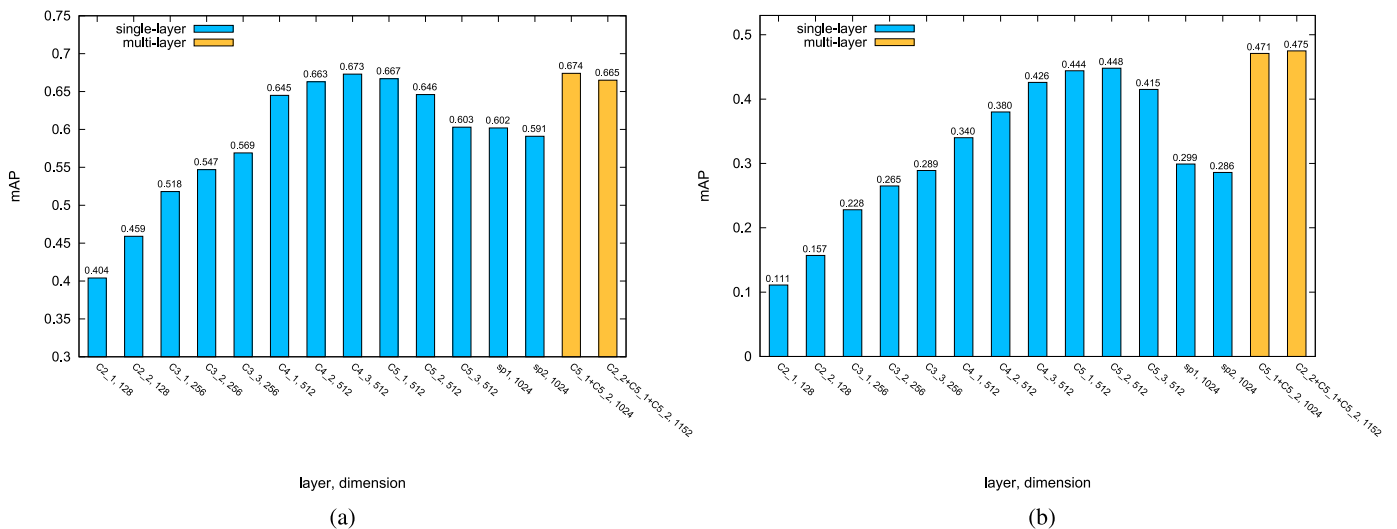 0.75
0.7
0.65
0.6
0.55
0.5
0.45
0.4
0.35
0.3
mAP
single-layer
multi-layer
0.404
0.459
0.518
0.547
0.569
0.645
0.663
0.673
0.667
0.646
0.603
0.602
0.591
0.674
0.665
C2_1, 128
C2_2, 128
C3_1, 256
C3_2, 256
C3_3, 256
C4_1, 512
C4_2, 512
C4_3, 512
C5_1, 512
C5_2, 512
C5_3, 512
sp1, 1024
sp2, 1024
C5_1+C5_2, 1024
C2_2+C5_1+C5_2, 1152
layer, dimension
(a)
0.5
0.4
0.3
0.2
0.1
0
mAP
single-layer
multi-layer
0.111
0.157
0.228
0.265
0.289
0.340
0.380
0.426
0.444
0.448
0.415
0.299
0.286
0.471
0.475
C2_1, 128
C2_2, 128
C3_1, 256
C3_2, 256
C3_3, 256
C4_1, 512
C4_2, 512
C4_3, 512
C5_1, 512
C5_2, 512
C5_3, 512
sp1, 1024
sp2, 1024
C5_1+C5_2, 1024
C2_2+C5_1+C5_2, 1152
layer, dimension
(b)